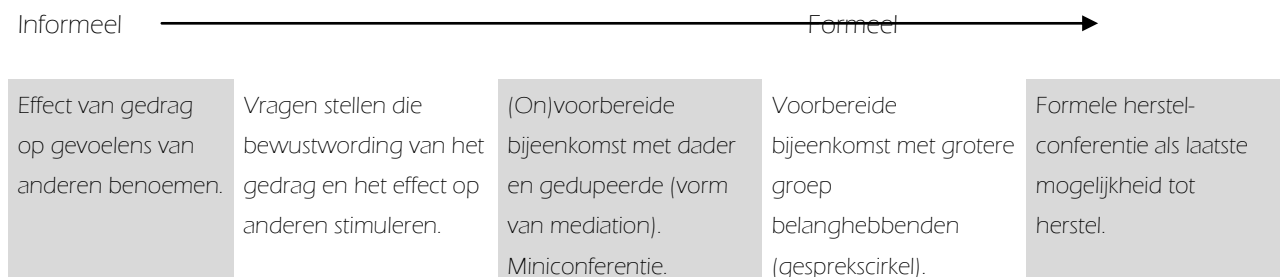 Informeel Formeel
Effect van gedrag
op gevoelens van
anderen benoemen.
Vragen stellen die
bewustwording van het
gedrag en het effect op
anderen stimuleren.
(On)voorbereide
bijeenkomst met dader
en gedupeerde (vorm
van mediation).
Miniconferentie.
Voorbereide
bijeenkomst met grotere
groep
belanghebbenden
(gesprekscirkel).
Formele herstel-
conferentie als laatste
mogelijkheid tot
herstel.